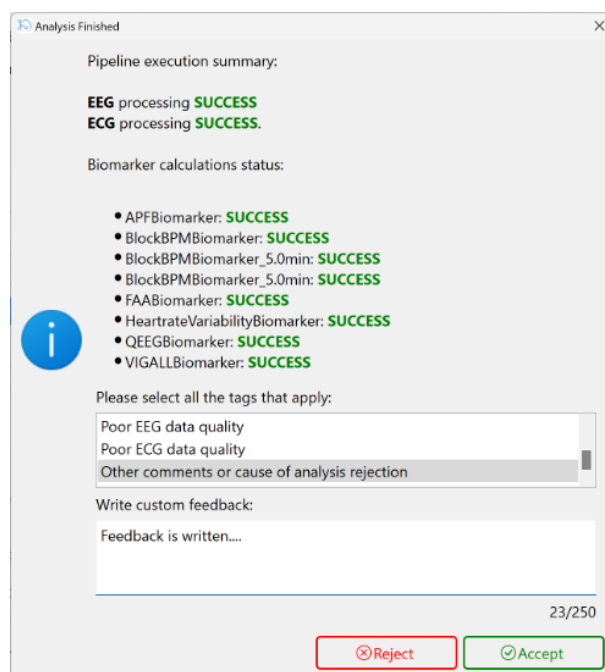 Analysis Finished
Pipeline execution summary:
EEG processing SUCCESS
ECG processing SUCCESS.
Biomarker calculations status:
• APFBiomarker: SUCCESS
• BlockBPMBiomarker: SUCCESS
• BlockBPMBiomarker_5.0min: SUCCESS
• BlockBPMBiomarker_5.0min: SUCCESS
• FAABiomarker: SUCCESS
• HeartrateVariabilityBiomarker: SUCCESS
• QEEGBiomarker: SUCCESS
• VIGALLBiomarker: SUCCESS
Please select all the tags that apply:
Poor EEG data quality
Poor ECG data quality
Other comments or cause of analysis rejection
Write custom feedback:
Feedback is written....
23/250
Reject Accept